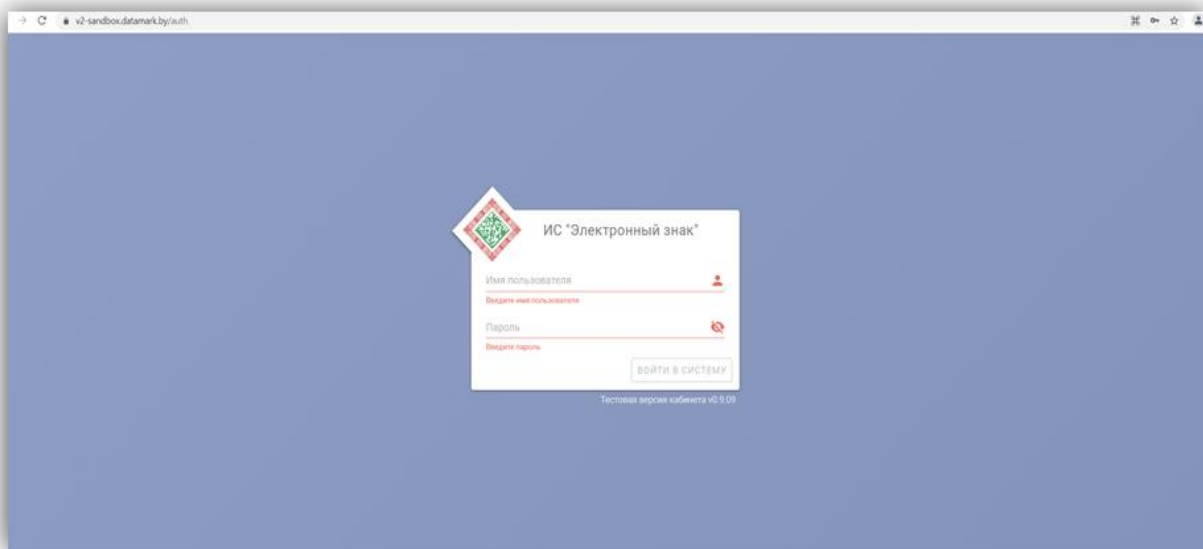 v2-sandbox.datamark.by/auth
ИС "Электронный знак"
Имя пользователя
Введите имя пользователя
Пароль
Введите пароль
ВОЙТИ В СИСТЕМУ
Тестовая версия кабинета v0.9.09